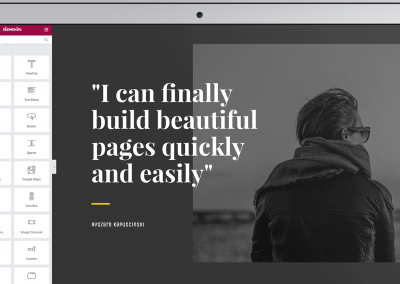 elementor
Heading
Text Editor
Button
Spacer
Google Maps
Icon Box
Image Carousel
Counter
"I can finally
build beautiful
pages quickly
and easily"
RYSZARD KAPUSCINSKI